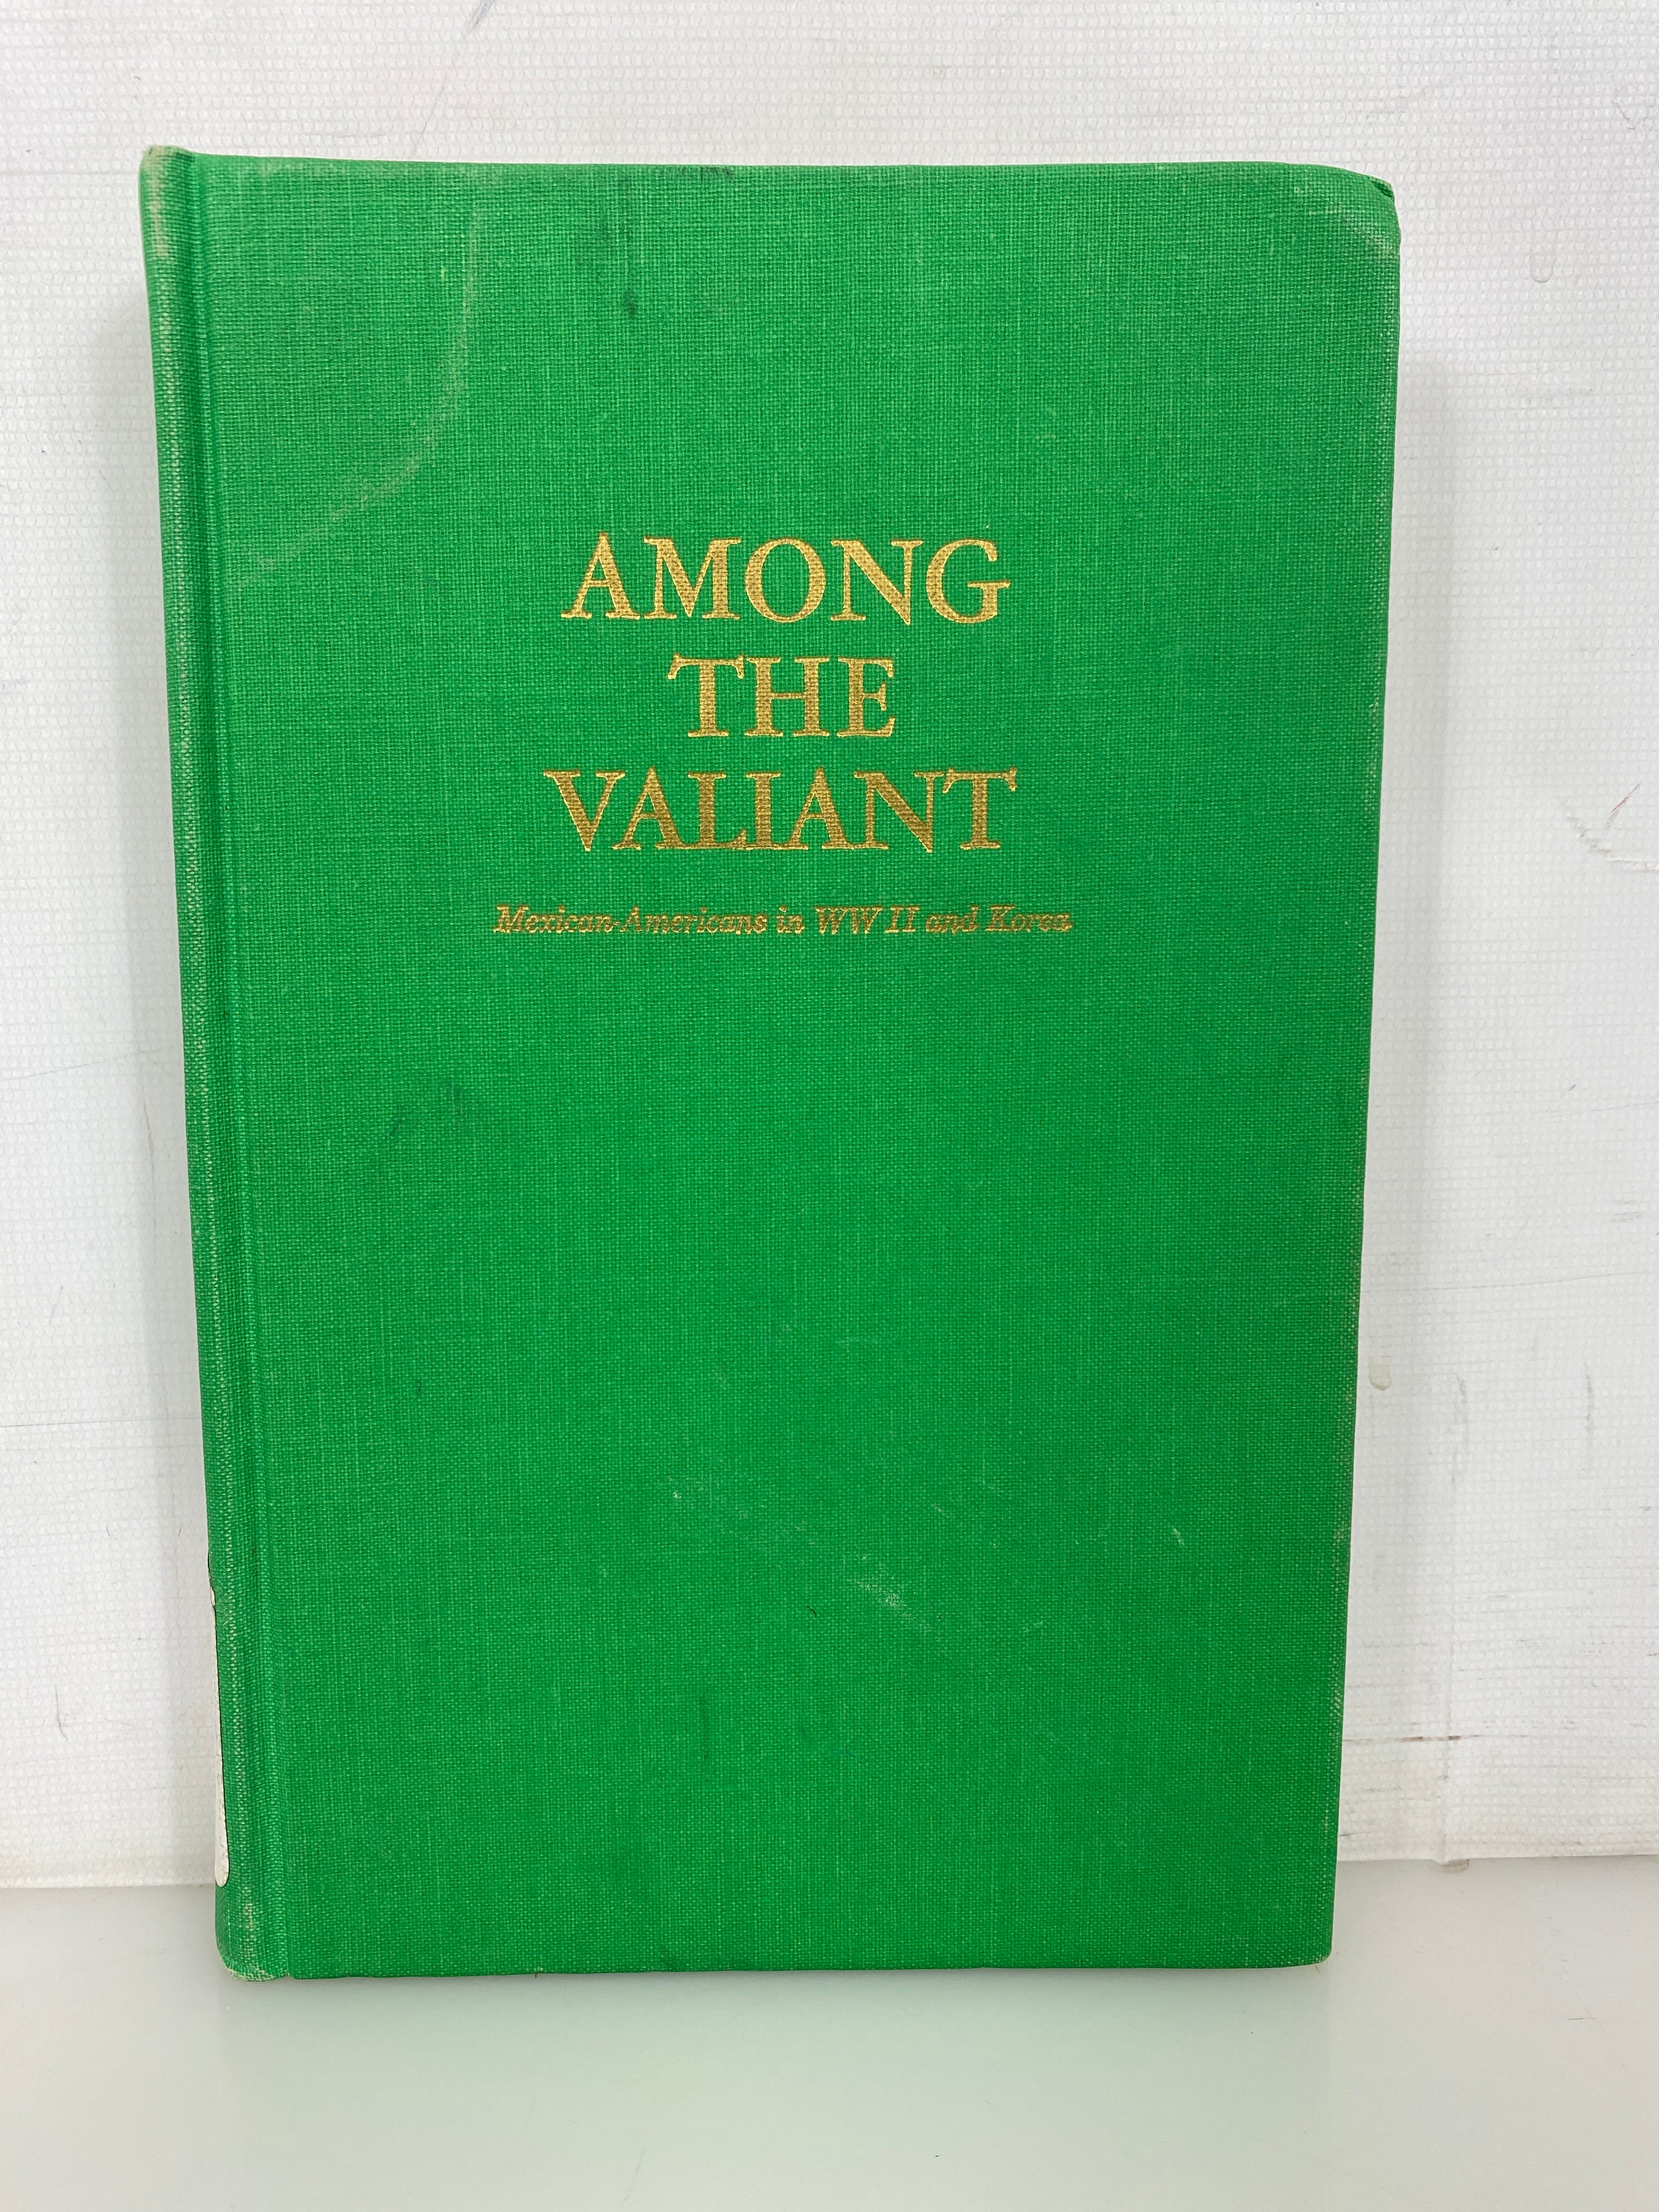 AMONG
THE
VALIANT
Mexican-Americans in WW II and Korea